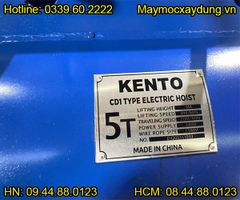 Hotline: 0339 60 2222 Maymocxaydung.vn
KENTO
CD1 TYPE ELECTRIC HOIST
5T
LIFTING HEIGHT
LIFTING SPEED
TRAVELING SPEED
POWER SUPPLY
WIRE ROPE SIZE
NO.
MADE IN CHINA
HN: 09.44.88.0123 HCM: 08.44.88.0123